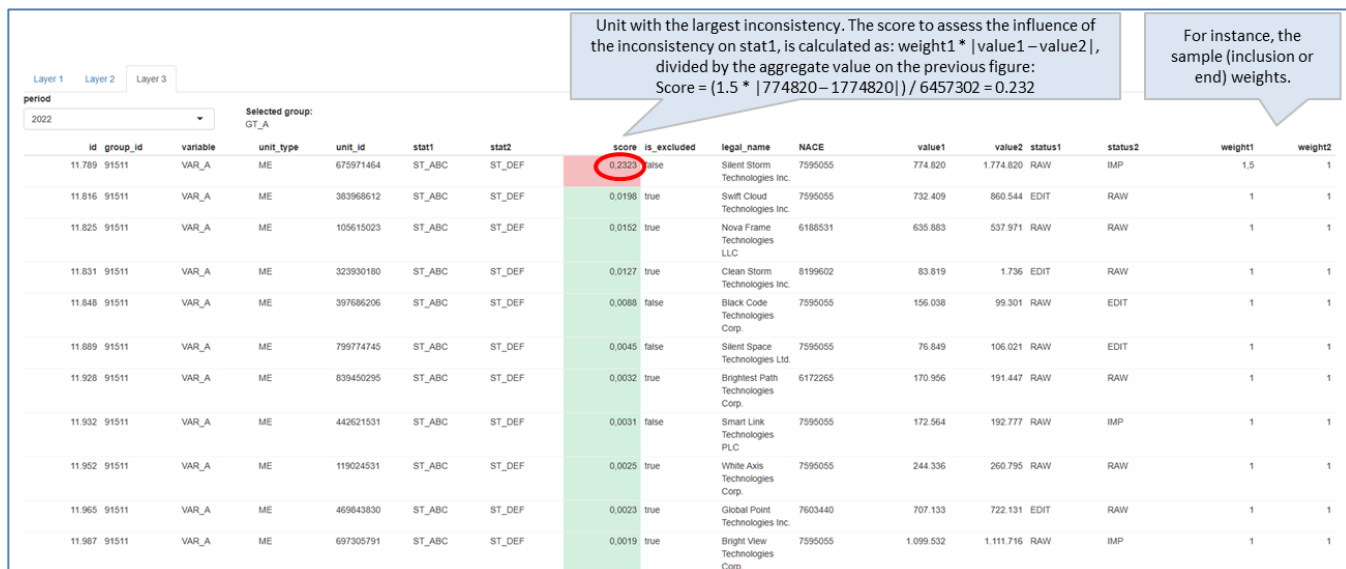 Unit with the largest inconsistency. The score to assess the influence of
the inconsistency on stat1, is calculated as: weight1 * |value1 – value2|,
divided by the aggregate value on the previous figure:
Score = (1.5 * |774820 – 1774820|) / 6457302 = 0.232
For instance, the
sample (inclusion or
end) weights.
Layer 1 Layer 2 Layer 3
period
2022
Selected group:
GT_A
id group_id variable unit_type unit_id stat1 stat2 score is_excluded legal_name NACE value1 value2 status1 status2 weight1 weight2
11.789 91511 VAR_A ME 675971464 ST_ABC ST_DEF 0,2323 false Silent Storm 7595055 774.820 1.774.820 RAW IMP 1,5 1
Technologies Inc.
11.816 91511 VAR_A ME 383968612 ST_ABC ST_DEF 0,0198 true Swift Cloud 7595055 732.409 860.544 EDIT RAW 1 1
Technologies Inc.
11.825 91511 VAR_A ME 105615023 ST_ABC ST_DEF 0,0152 true Nova Frame 6188531 635.883 537.971 RAW RAW 1 1
Technologies
LLC
11.831 91511 VAR_A ME 323930180 ST_ABC ST_DEF 0,0127 true Clean Storm 8199602 83.819 1.736 EDIT RAW 1 1
Technologies Inc.
11.848 91511 VAR_A ME 397686206 ST_ABC ST_DEF 0,0088 false Black Code 7595055 156.038 99.301 RAW EDIT 1 1
Technologies
Corp.
11.889 91511 VAR_A ME 799774745 ST_ABC ST_DEF 0,0045 false Silent Space 7595055 76.849 106.021 RAW EDIT 1 1
Technologies Ltd.
11.928 91511 VAR_A ME 839450295 ST_ABC ST_DEF 0,0032 true Brightest Path 6172265 170.956 191.447 RAW RAW 1 1
Technologies
Corp.
11.932 91511 VAR_A ME 442621531 ST_ABC ST_DEF 0,0031 false Smart Link 7595055 172.564 192.777 RAW IMP 1 1
Technologies
PLC
11.952 91511 VAR_A ME 119024531 ST_ABC ST_DEF 0,0025 true White Axis 7595055 244.336 260.795 RAW RAW 1 1
Technologies
Corp.
11.965 91511 VAR_A ME 469843830 ST_ABC ST_DEF 0,0023 true Global Point 7603440 707.133 722.131 EDIT RAW 1 1
Technologies Inc.
11.987 91511 VAR_A ME 697305791 ST_ABC ST_DEF 0,0019 true Bright View 7595055 1.099.532 1.111.716 RAW IMP 1 1
Technologies
Corp.